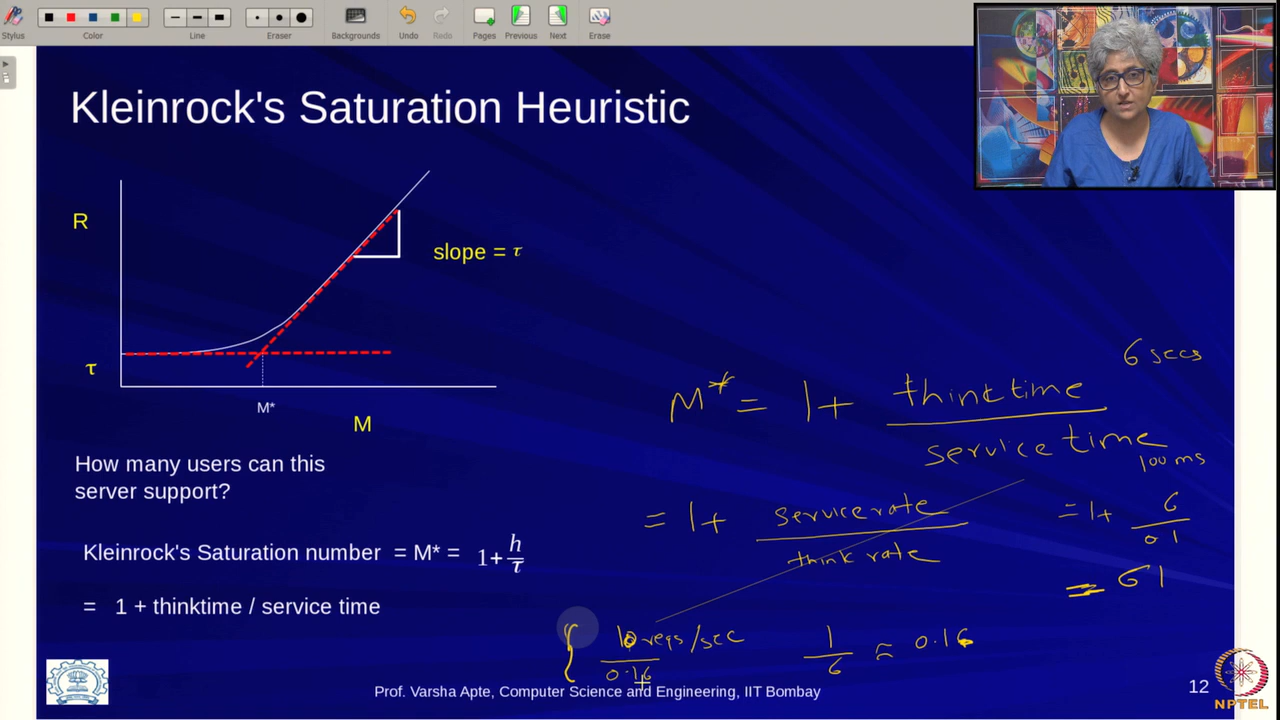 Stylus
Color
Line
Eraser
Backgrounds
Undo
Redo
Pages
Previous
Next
Erase
Kleinrock's Saturation Heuristic
R
slope = τ
τ
M*
M
How many users can this
server support?
Kleinrock's Saturation number = M* = 1+ h/τ
= 1 + thinktime / service time
6 secs
M* = 1 + thinktime / service time
100 ms
= 1 + service rate / think rate
= 1 + 6 / 0.1
= 61
{ 10 reqs/sec / 0.16
1/6 ≈ 0.16
Prof. Varsha Apte, Computer Science and Engineering, IIT Bombay
12
NPTEL